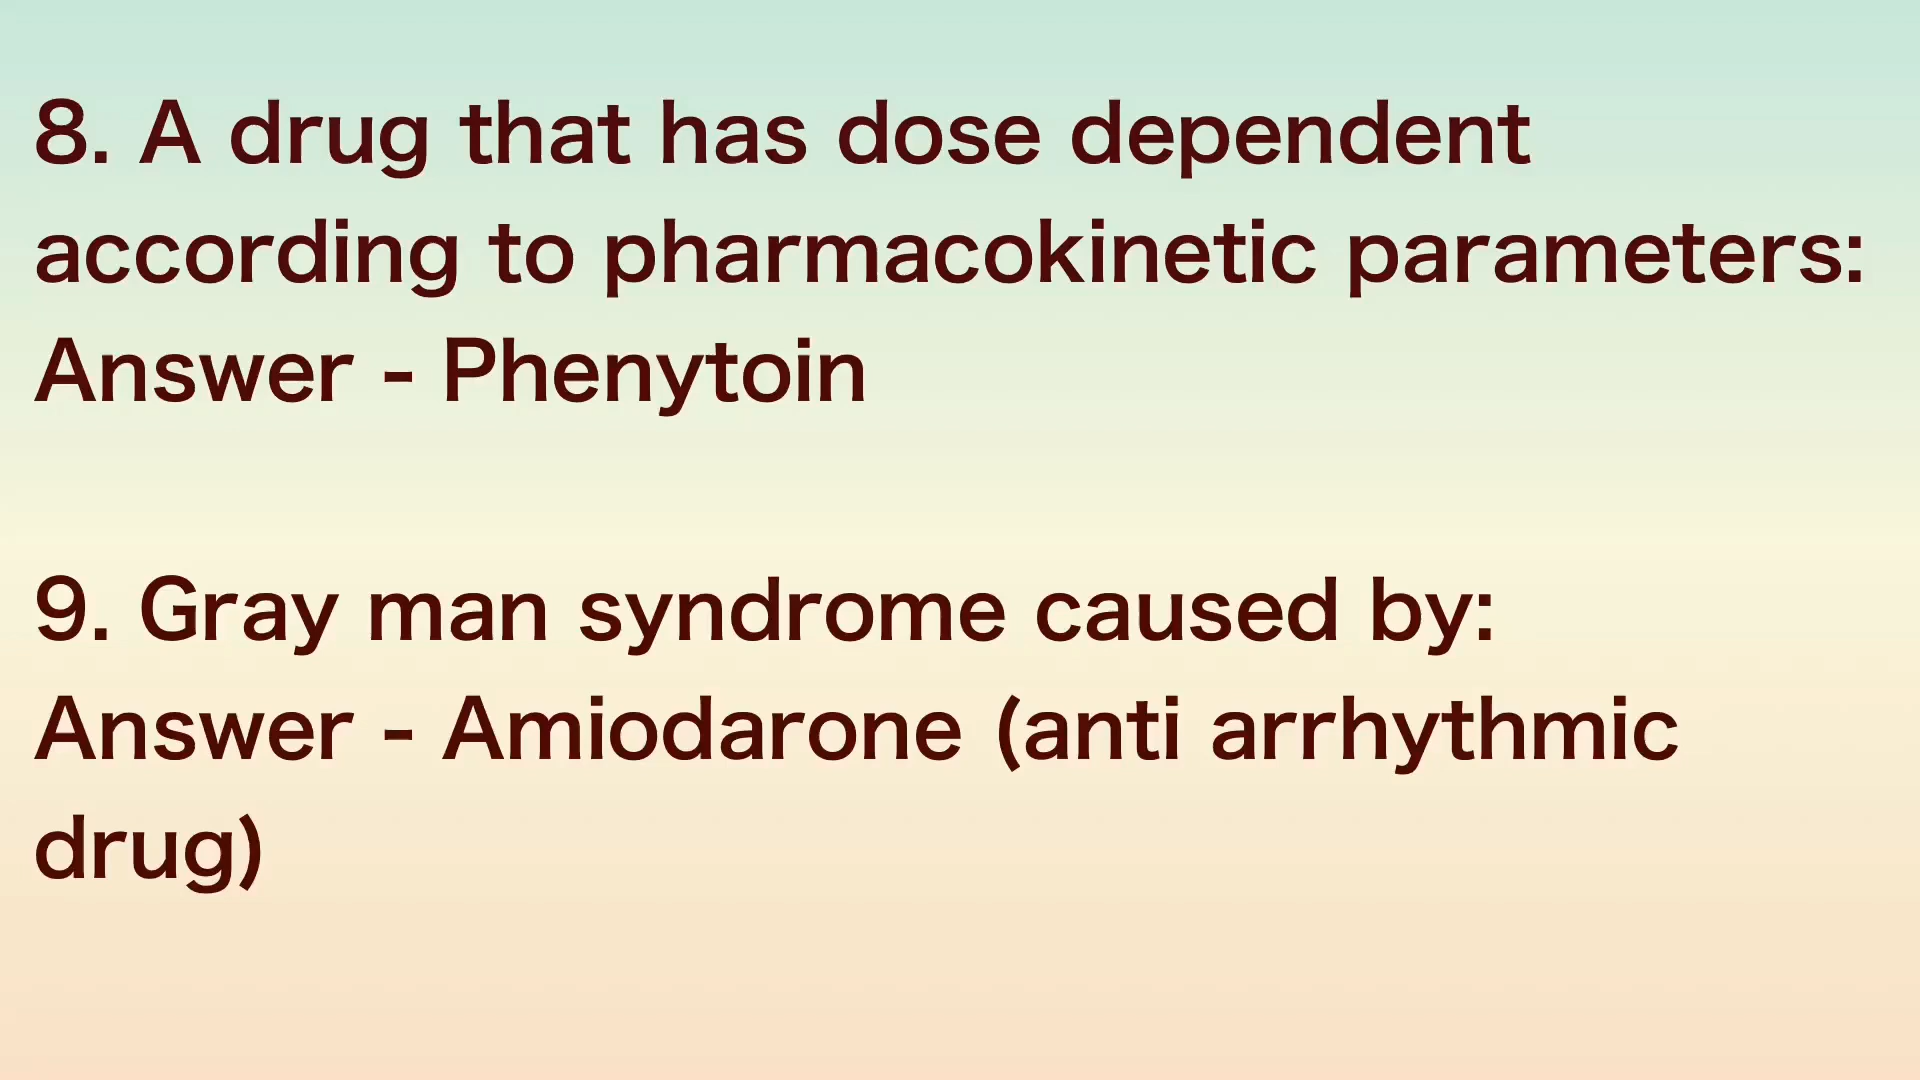 8. A drug that has dose dependent
according to pharmacokinetic parameters:
Answer - Phenytoin
9. Gray man syndrome caused by:
Answer - Amiodarone (anti arrhythmic
drug)